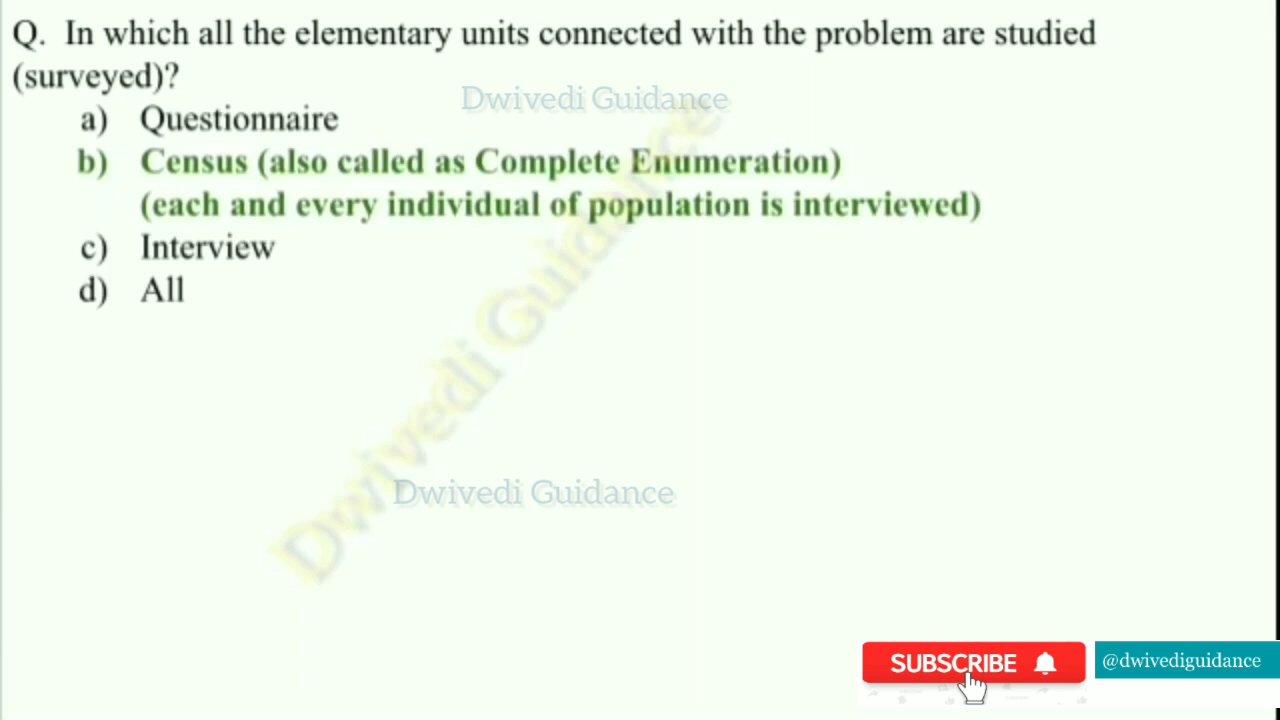 Q. In which all the elementary units connected with the problem are studied
(surveyed)?
Dwivedi Guidance
a) Questionnaire
b) Census (also called as Complete Enumeration)
(each and every individual of population is interviewed)
c) Interview
d) All
Dwivedi Guidance
Dwivedi Guidance
SUBSCRIBE
@dwivediguidance